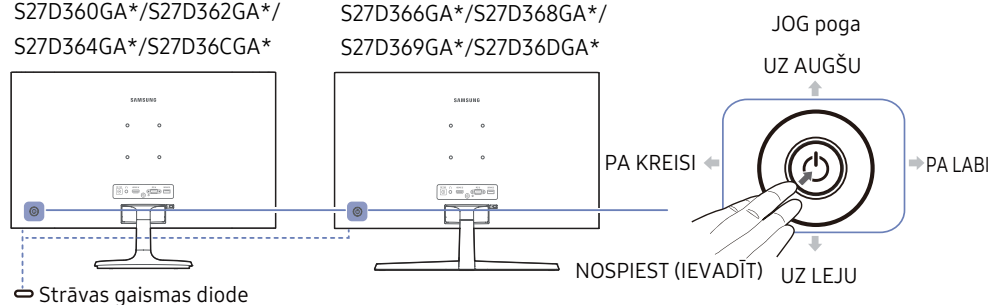 S27D360GA*/S27D362GA*/
S27D364GA*/S27D36CGA*
S27D366GA*/S27D368GA*/
S27D369GA*/S27D36DGA*
JOG poga
UZ AUGŠU
SAMSUNG
SAMSUNG
PA KREISI
PA LABI
NOSPIEST (IEVADĪT)
UZ LEJU
Strāvas gaismas diode